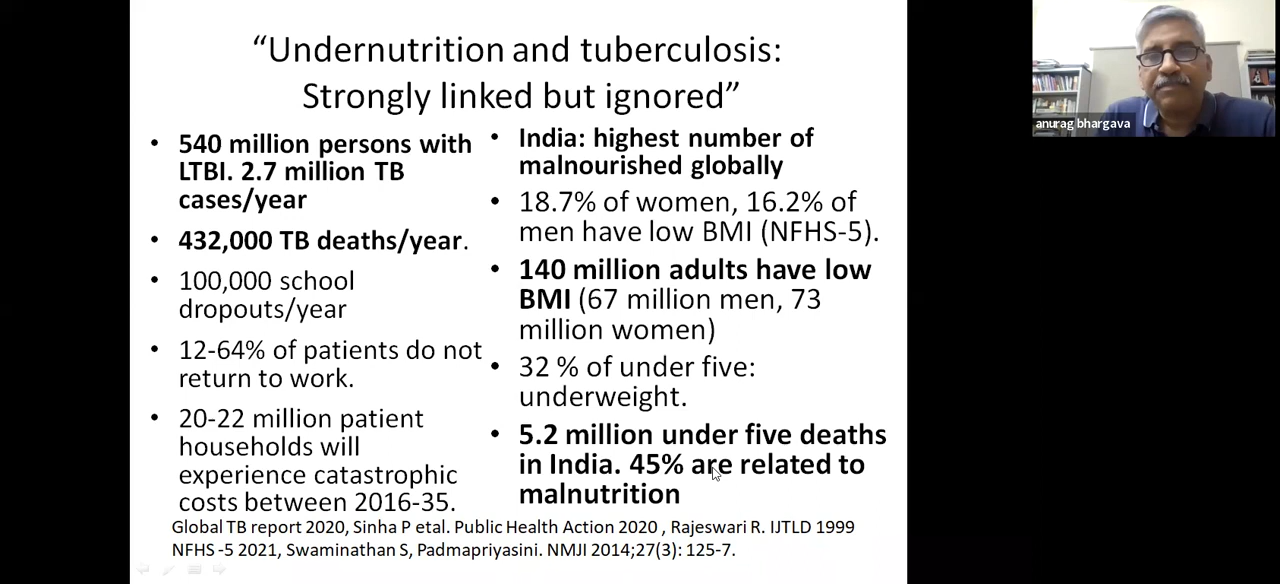 “Undernutrition and tuberculosis:
Strongly linked but ignored”
• 540 million persons with
LTBI. 2.7 million TB
cases/year
• 432,000 TB deaths/year.
• 100,000 school
dropouts/year
• 12-64% of patients do not
return to work.
• 20-22 million patient
households will
experience catastrophic
costs between 2016-35.
• India: highest number of
malnourished globally
• 18.7% of women, 16.2% of
men have low BMI (NFHS-5).
• 140 million adults have low
BMI (67 million men, 73
million women)
• 32 % of under five:
underweight.
• 5.2 million under five deaths
in India. 45% are related to
malnutrition
Global TB report 2020, Sinha P etal. Public Health Action 2020 , Rajeswari R. IJTLD 1999
NFHS -5 2021, Swaminathan S, Padmapriyasini. NMJI 2014;27(3): 125-7.
anurag bhargava